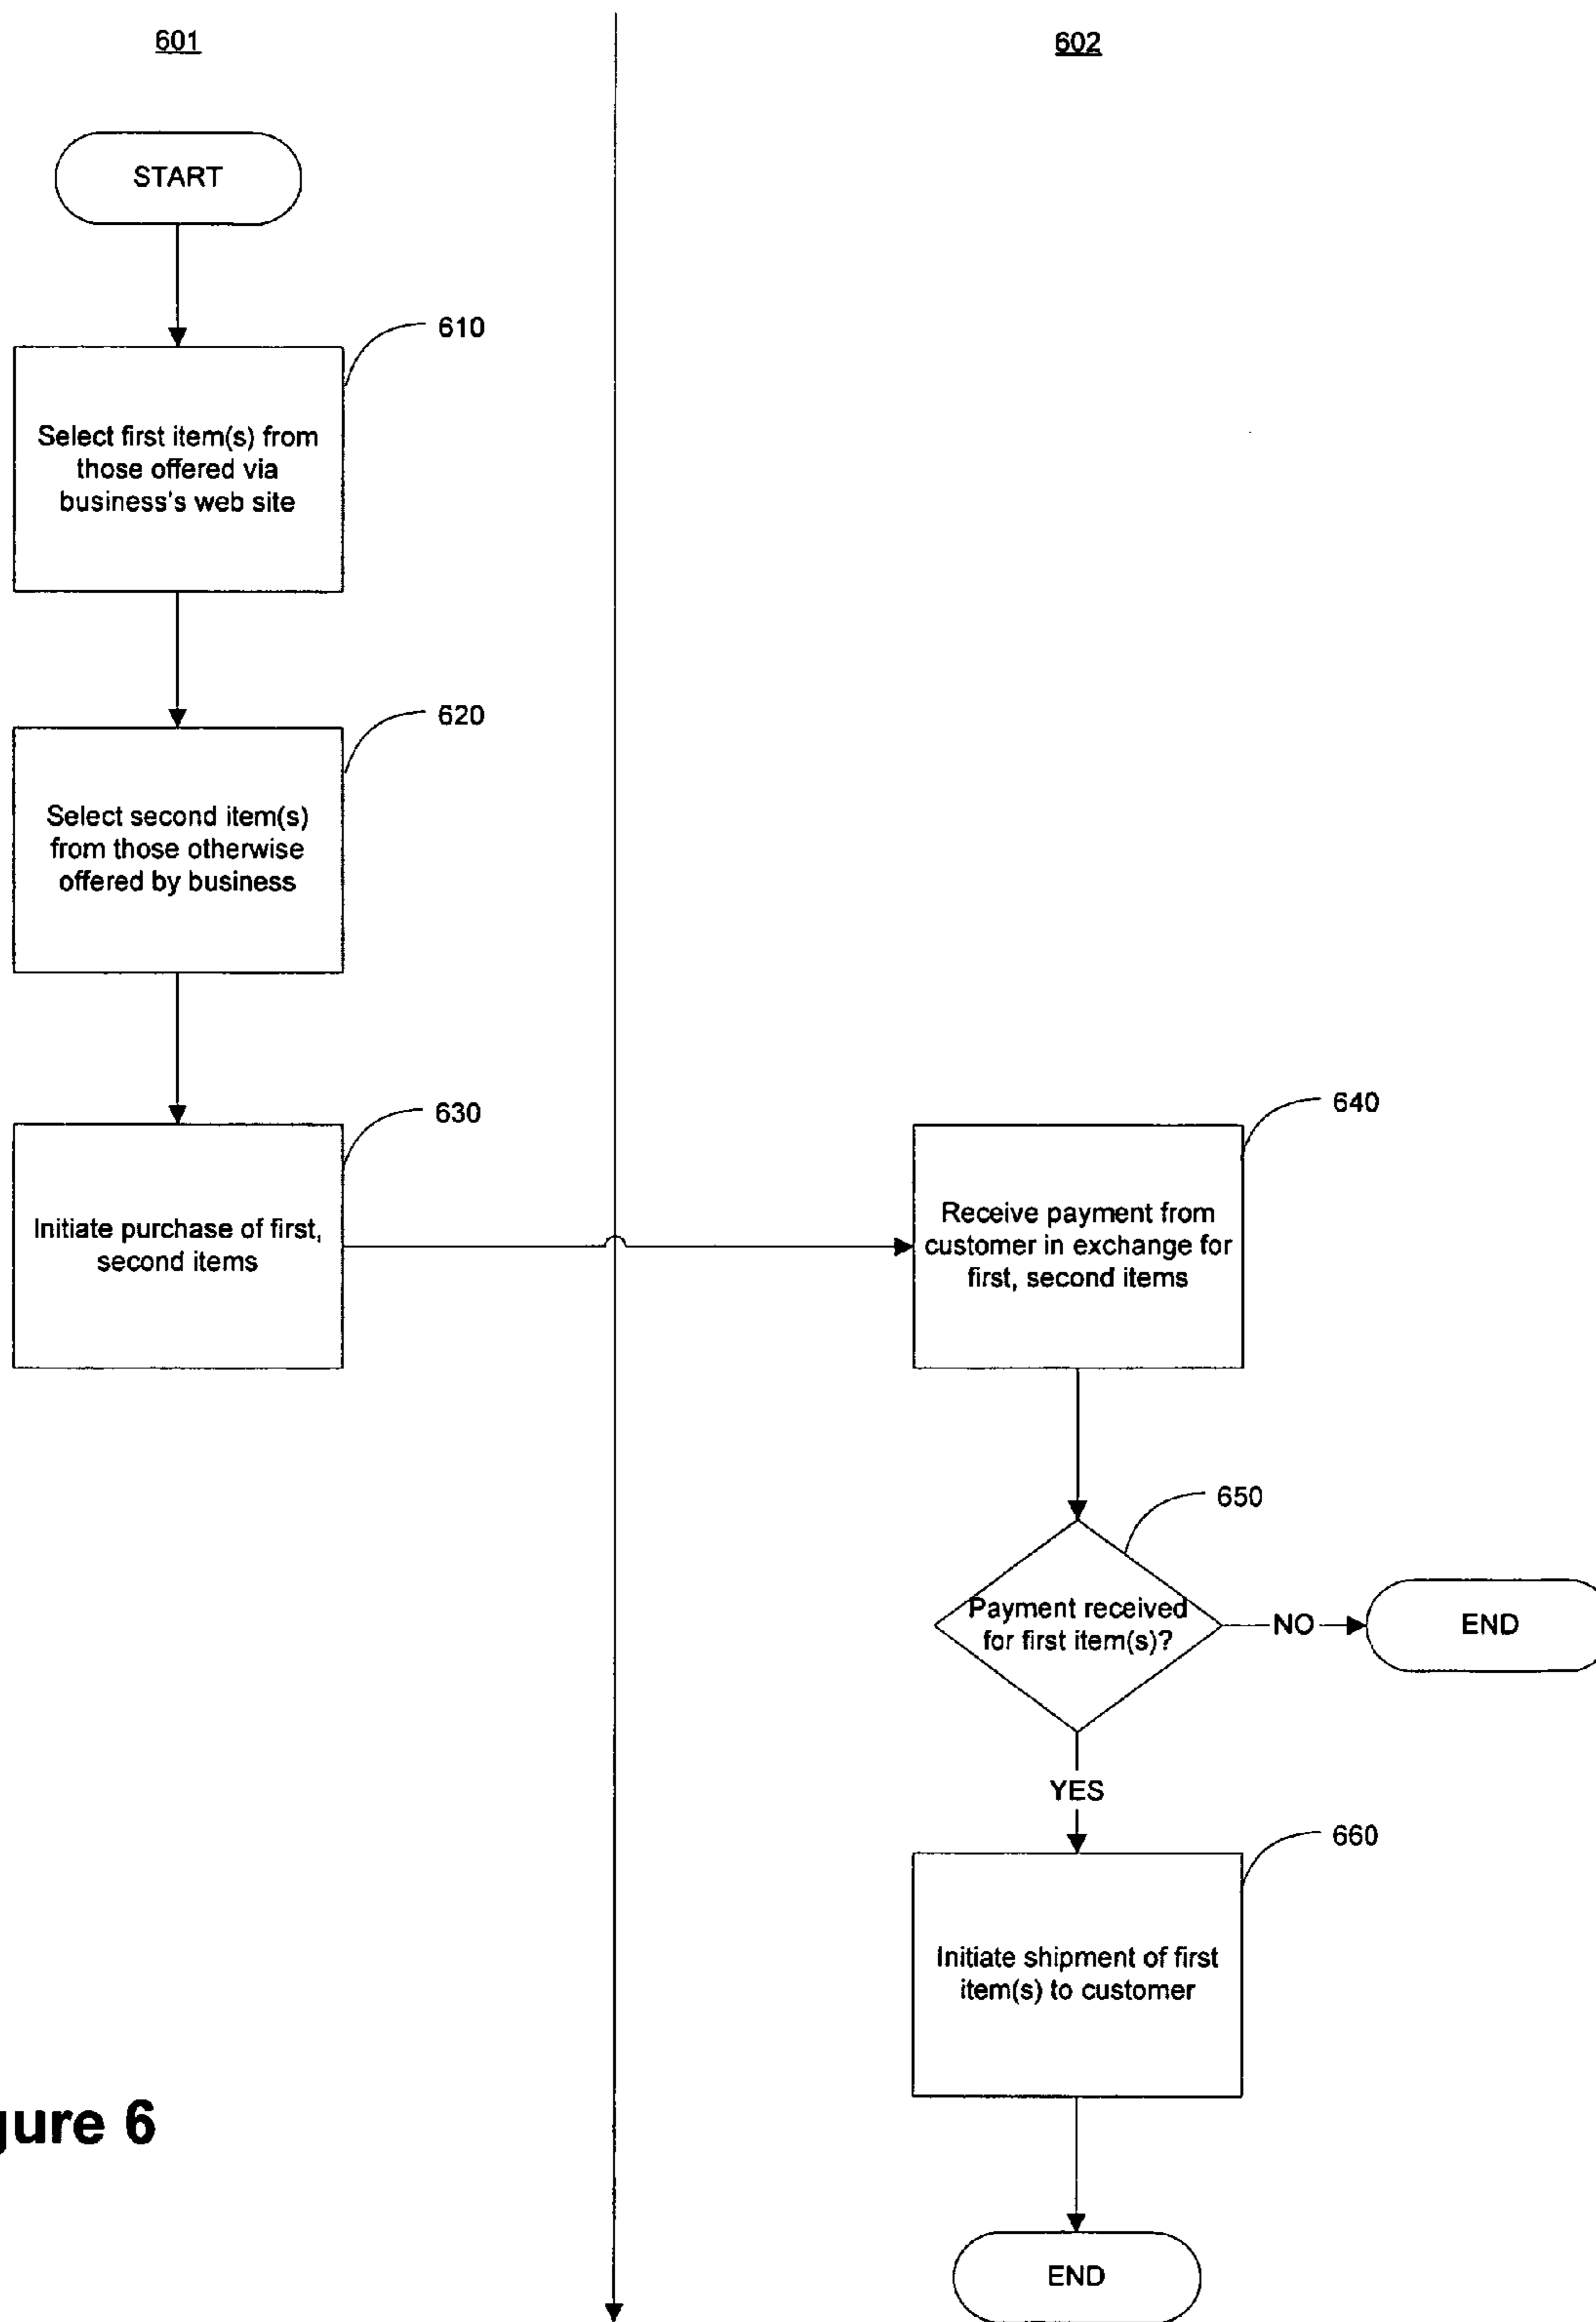 601
602
START
610
Select first item(s) from
those offered via
business's web site
620
Select second item(s)
from those otherwise
offered by business
630
Initiate purchase of first,
second items
640
Receive payment from
customer in exchange for
first, second items
650
Payment received
for first item(s)?
NO
END
YES
660
Initiate shipment of first
item(s) to customer
gure 6
END